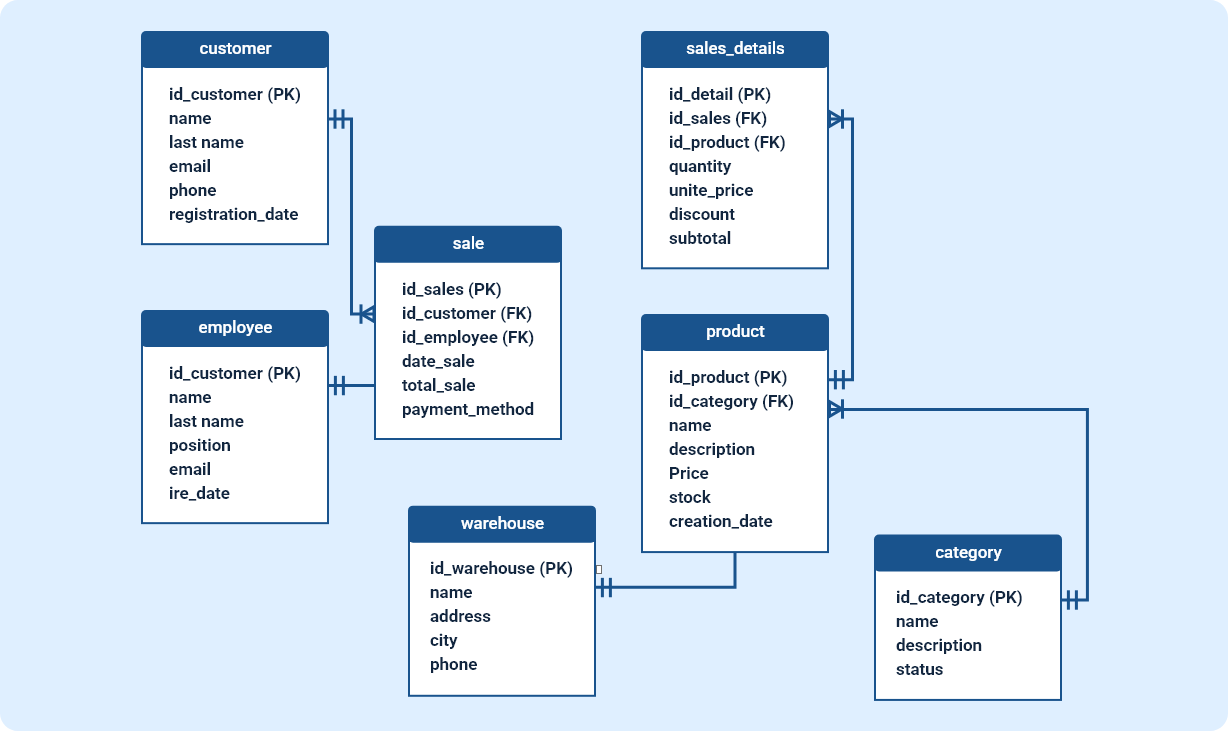 customer
id_customer (PK)
name
last name
email
phone
registration_date
sales_details
id_detail (PK)
id_sales (FK)
id_product (FK)
quantity
unite_price
discount
subtotal
sale
id_sales (PK)
id_customer (FK)
id_employee (FK)
date_sale
total_sale
payment_method
employee
id_customer (PK)
name
last name
position
email
ire_date
product
id_product (PK)
id_category (FK)
name
description
Price
stock
creation_date
warehouse
id_warehouse (PK)
name
address
city
phone
category
id_category (PK)
name
description
status